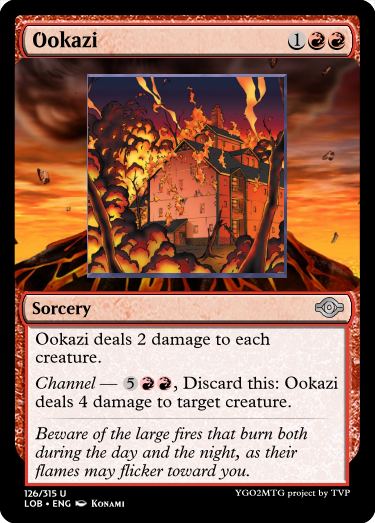 Ookazi 1
Sorcery
Ookazi deals 2 damage to each
creature.
Channel — 5, Discard this: Ookazi
deals 4 damage to target creature.
Beware of the large fires that burn both
during the day and the night, as their
flames may flicker toward you.
126/315 U YGO2MTG project by TVP
LOB • ENG Konami